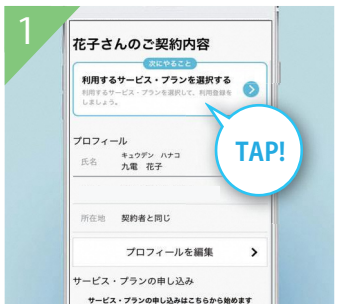 1
花子さんのご契約内容
次にやること
利用するサービス・プランを選択する
利用するサービス・プランを選択して、利用登録を
しましょう。
TAP!
プロフィール
キュウデン ハナコ
氏名 九電 花子
所在地 契約者と同じ
プロフィールを編集
サービス・プランの申し込み
サービス・プランの申し込みはこちらから始めます